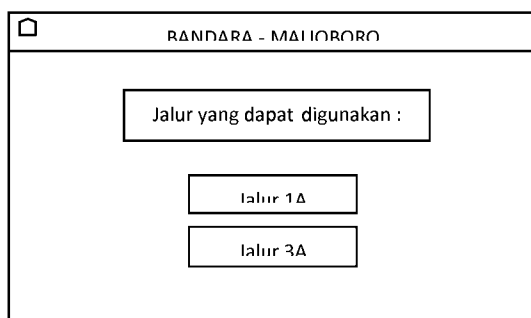 BANDARA - MALIOBORO
Jalur yang dapat digunakan :
Jalur 1A
Jalur 3A